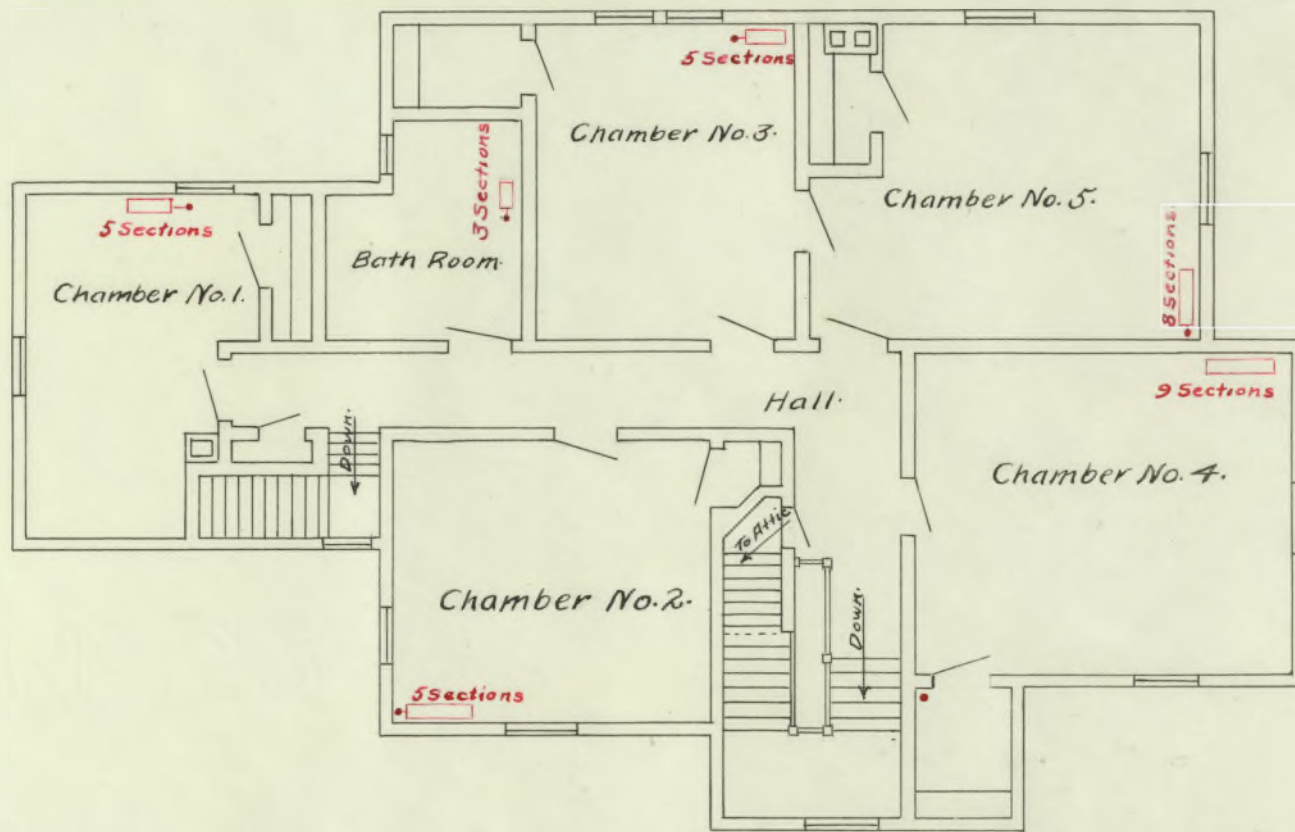 5 Sections
Chamber No. 3.
3 Sections
Chamber No. 5.
5 Sections
Bath Room.
8 Sections.
Chamber No. 1.
9 Sections
Hall.
Down.
Chamber No. 4.
To Attic
Chamber No. 2.
Down.
5 Sections